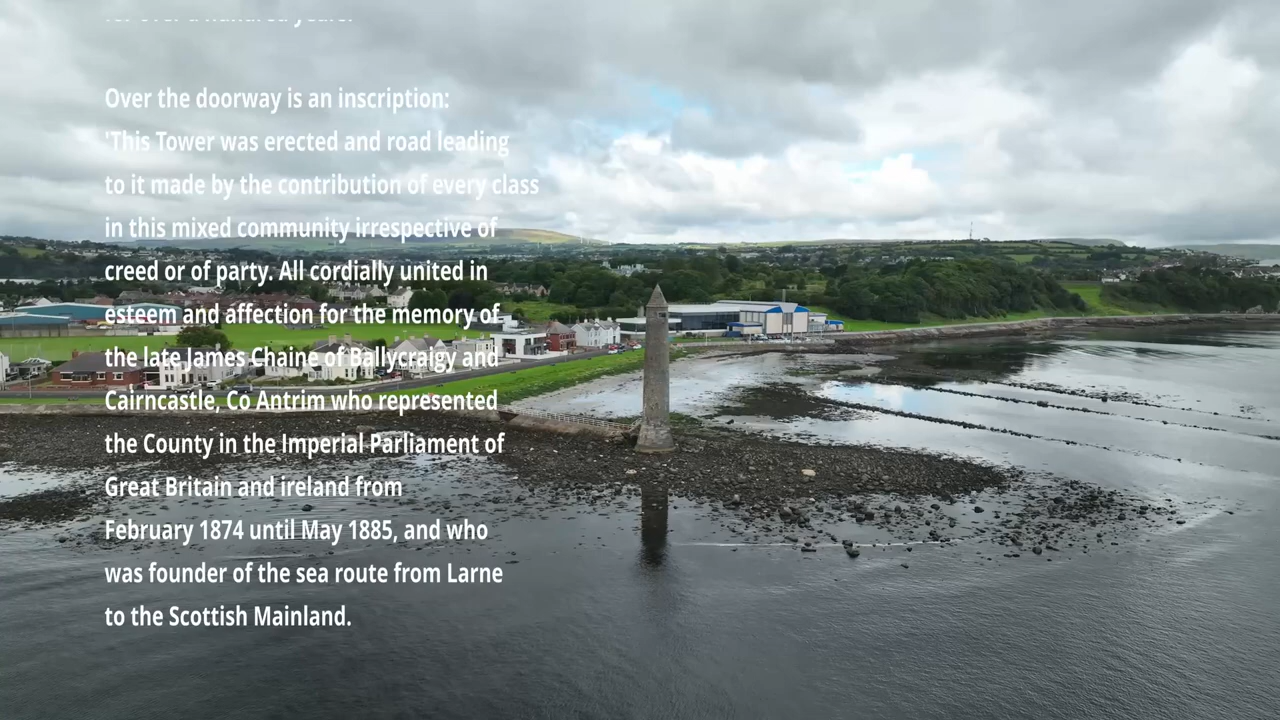 Over the doorway is an inscription:
'This Tower was erected and road leading
to it made by the contribution of every class
in this mixed community irrespective of
creed or of party. All cordially united in
esteem and affection for the memory of
the late James Chaine of Ballycraigy and
Cairncastle, Co Antrim who represented
the County in the Imperial Parliament of
Great Britain and ireland from
February 1874 until May 1885, and who
was founder of the sea route from Larne
to the Scottish Mainland.